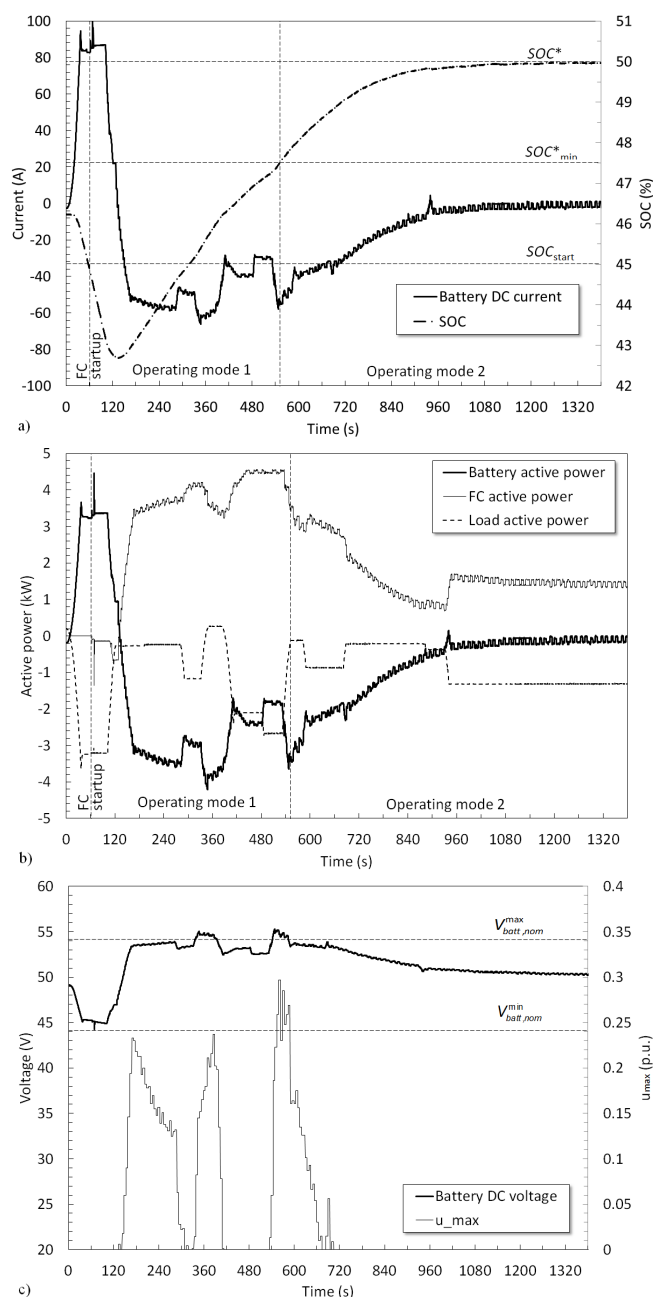 100
80
60
40
20
0
-20
-40
-60
-80
-100
Current (A)
51
50
49
48
47
46
45
44
43
42
SOC (%)
SOC*
SOC*min
SOCstart
Battery DC current
SOC
FC
startup
Operating mode 1
Operating mode 2
0 120 240 360 480 600 720 840 960 1080 1200 1320
Time (s)
a)
5
4
3
2
1
0
-1
-2
-3
-4
-5
Active power (kW)
Battery active power
FC active power
Load active power
FC
startup
Operating mode 1
Operating mode 2
0 120 240 360 480 600 720 840 960 1080 1200 1320
Time (s)
b)
60
55
50
45
40
35
30
25
20
Voltage (V)
0.4
0.35
0.3
0.25
0.2
0.15
0.1
0.05
0
umax (p.u.)
V max batt,nom
V min batt,nom
Battery DC voltage
u_max
0 120 240 360 480 600 720 840 960 1080 1200 1320
Time (s)
c)